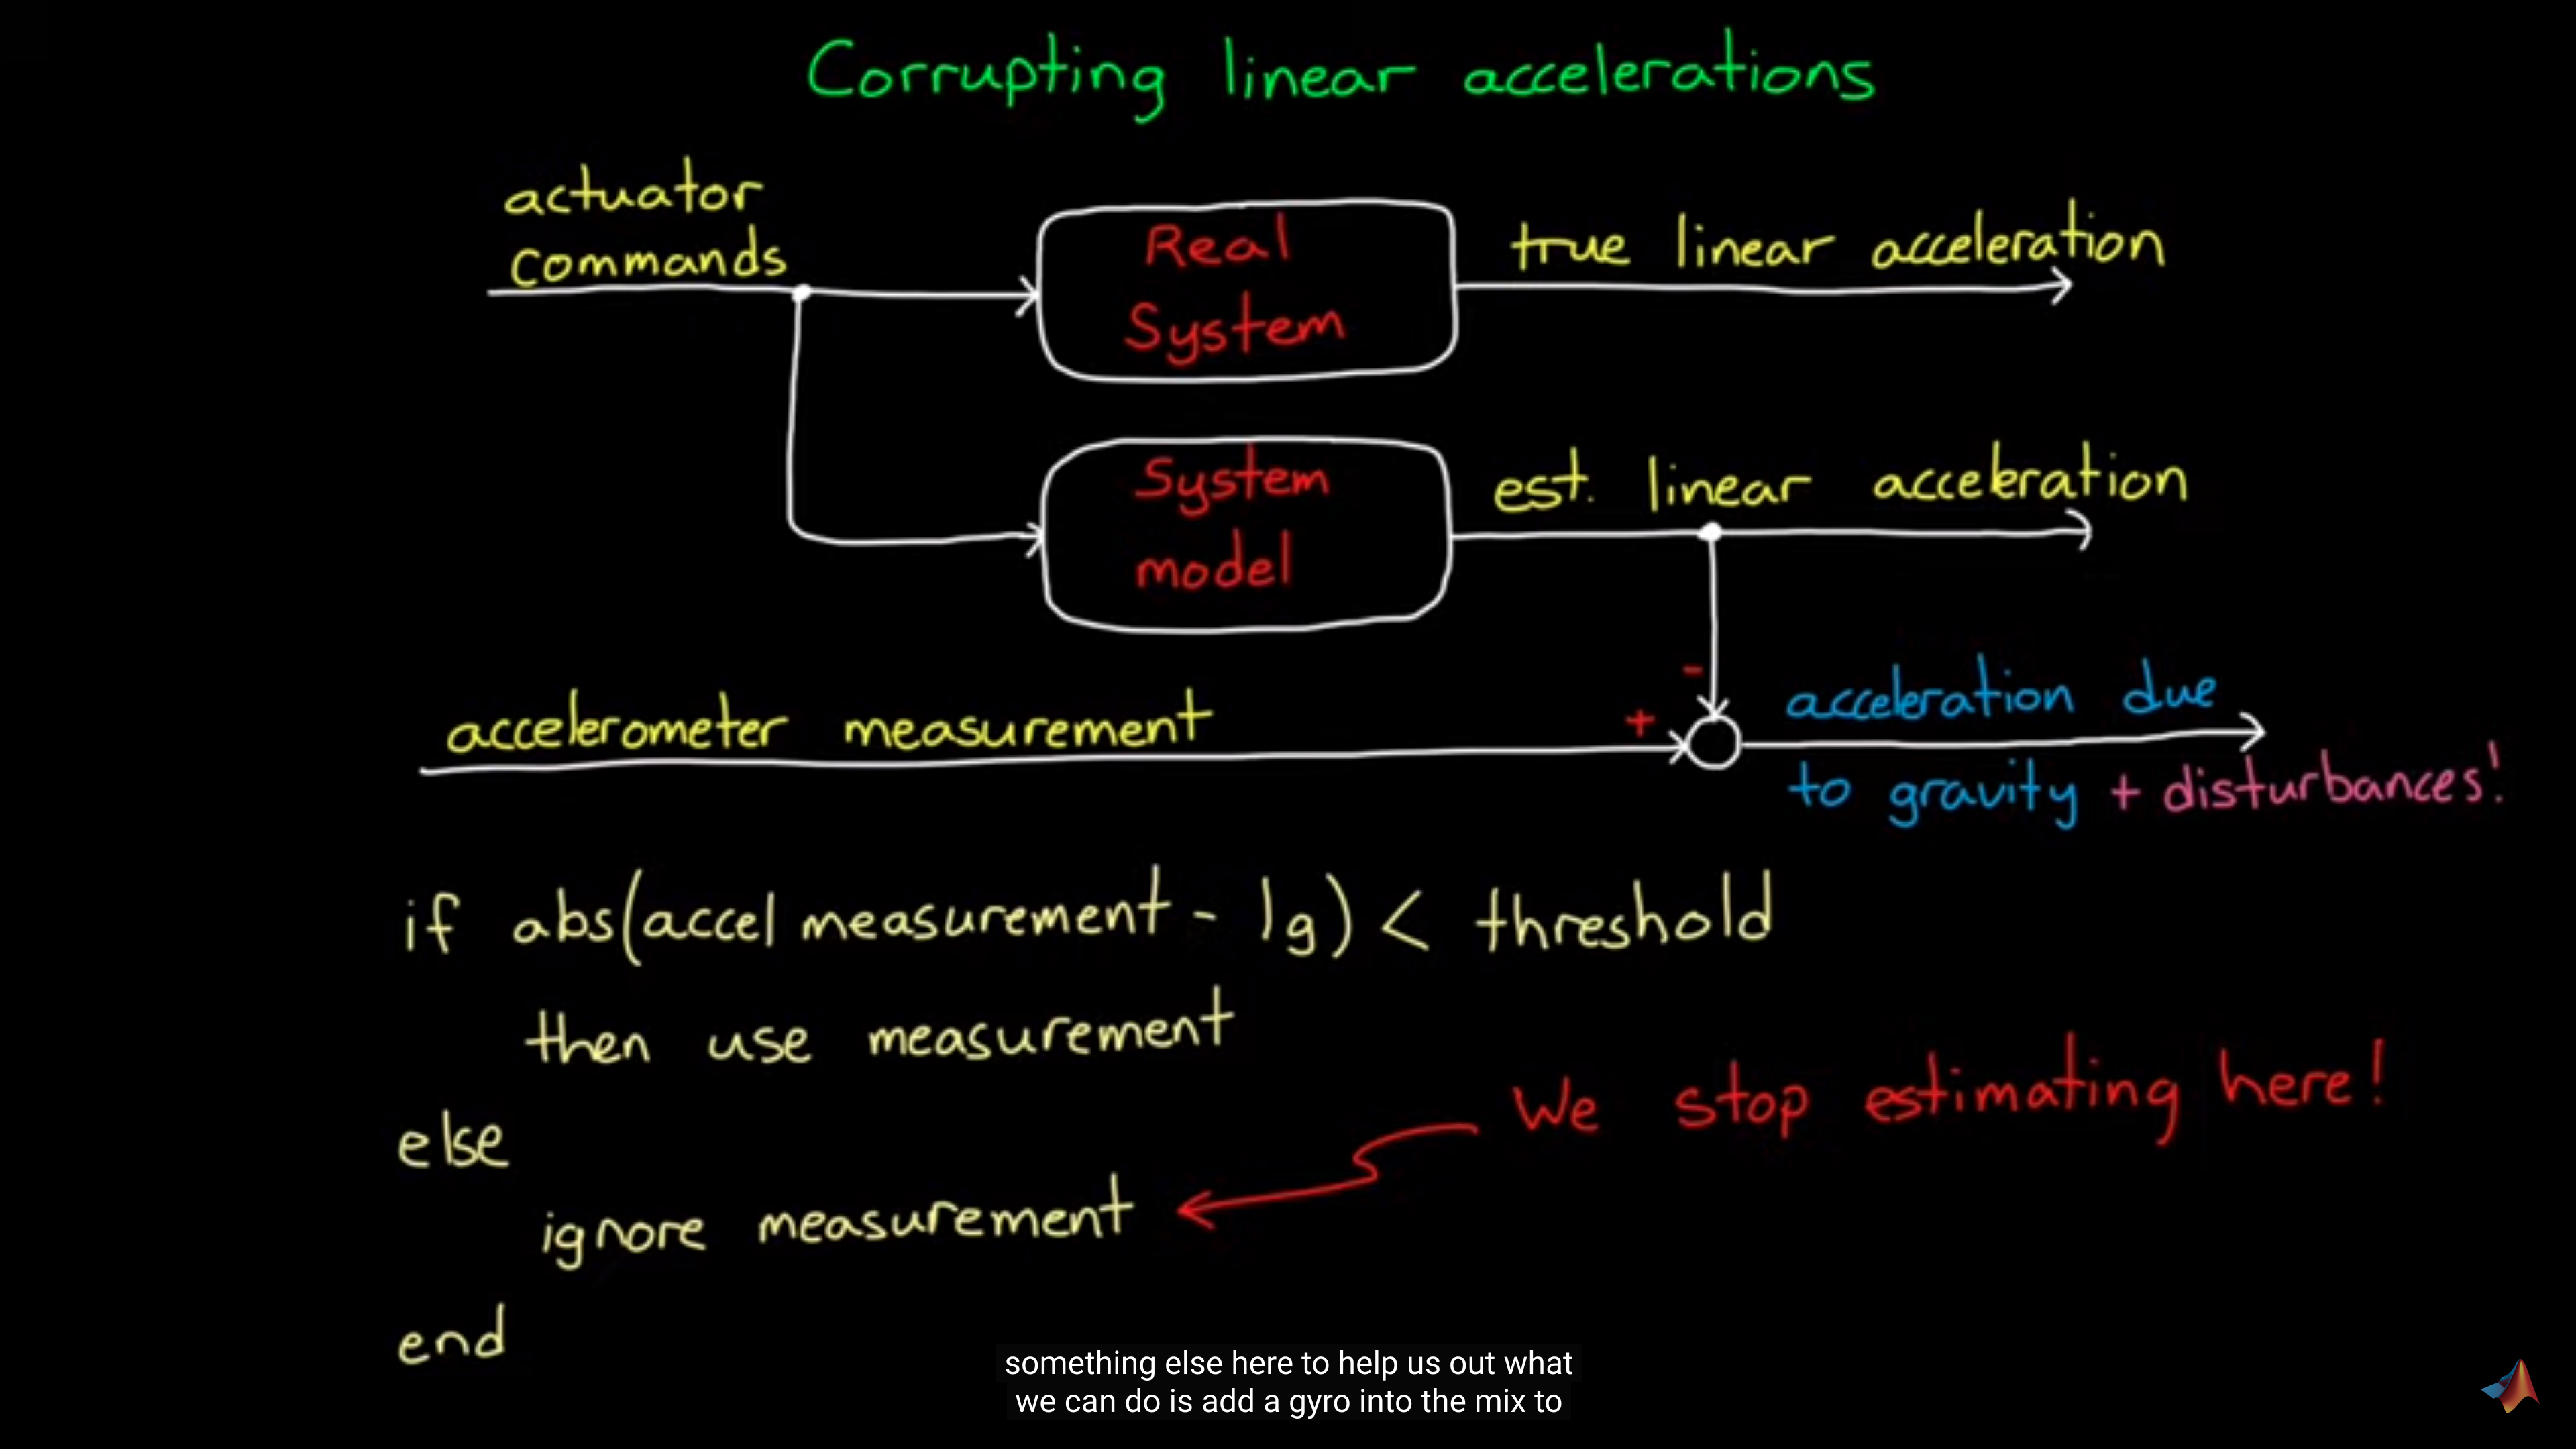 Corrupting linear accelerations
actuator
commands
Real
System
true linear acceleration
System
model
est. linear acceleration
-
+
accelerometer measurement
acceleration due
to gravity + disturbances!
if abs(accel measurement - 1g) < threshold
then use measurement
else
We stop estimating here!
ignore measurement
end
something else here to help us out what
we can do is add a gyro into the mix to